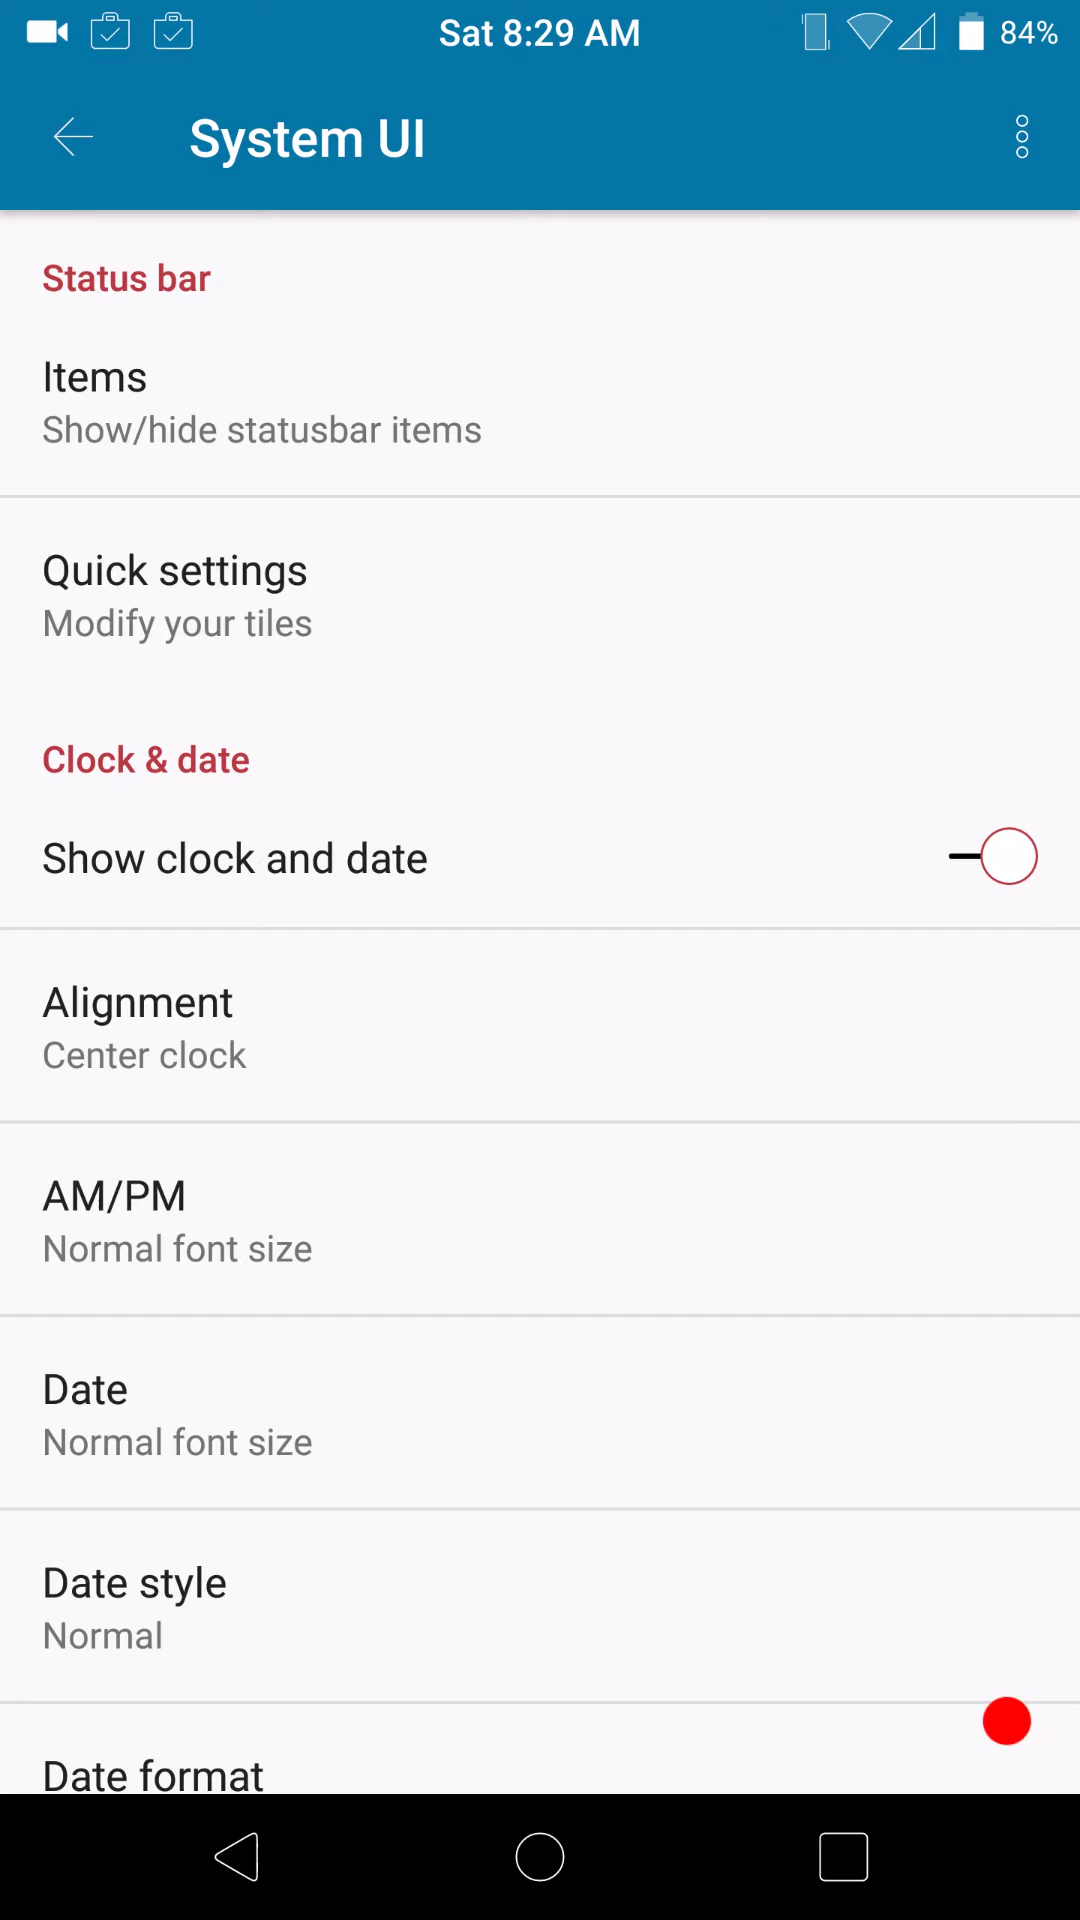 Sat 8:29 AM
84%
System UI
Status bar
Items
Show/hide statusbar items
Quick settings
Modify your tiles
Clock & date
Show clock and date
Alignment
Center clock
AM/PM
Normal font size
Date
Normal font size
Date style
Normal
Date format